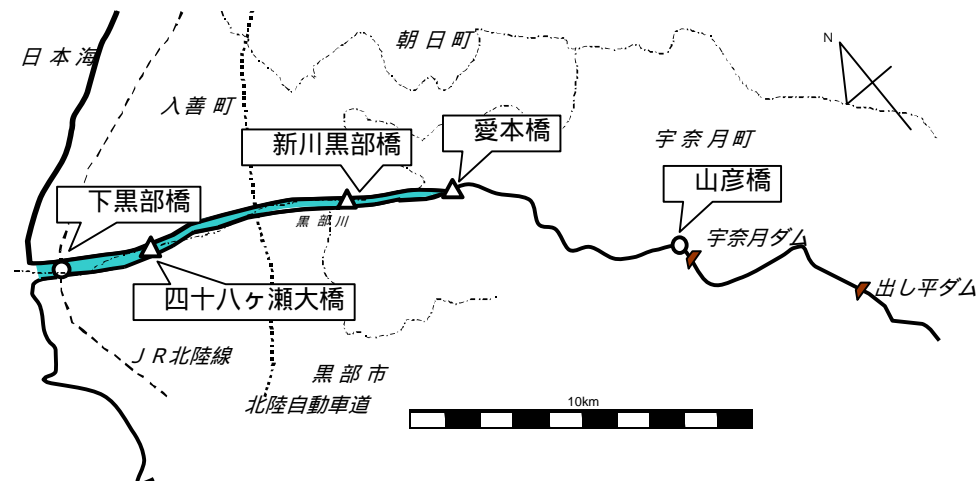 日本海
朝日町
N
入善町
新川黒部橋
愛本橋
宇奈月町
山彦橋
下黒部橋
黒部川
宇奈月ダム
四十八ヶ瀬大橋
出し平ダム
JR北陸線
黒部市
北陸自動車道
10km